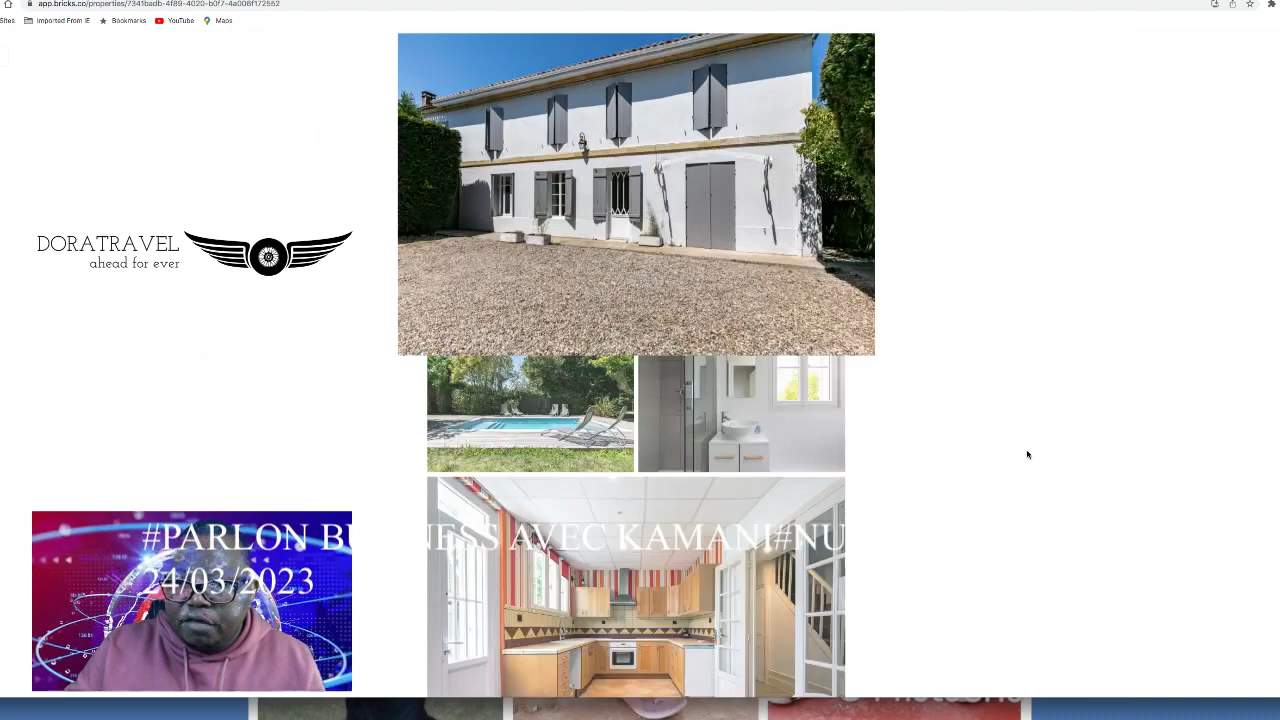 app.bricks.co/properties/7341badb-4f89-4020-b0f7-4a006f172552
Sites Imported From IE Bookmarks YouTube Maps
DORATRAVEL
ahead for ever
#PARLON BU NESS AVEC KAMANI#NU
24/03/2023